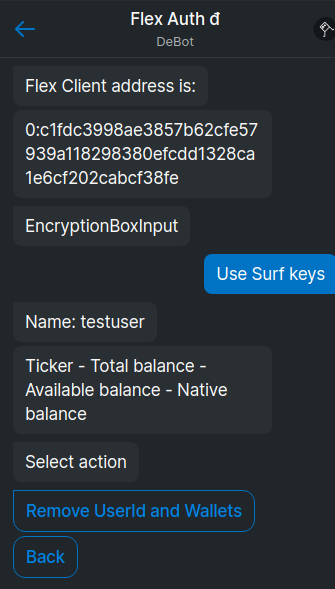 Flex Auth đ
DeBot
Flex Client address is:
0:c1fdc3998ae3857b62cfe57
939a118298380efcdd1328ca
1e6cf202cabcf38fe
EncryptionBoxInput
Use Surf keys
Name: testuser
Ticker - Total balance -
Available balance - Native
balance
Select action
Remove UserId and Wallets
Back